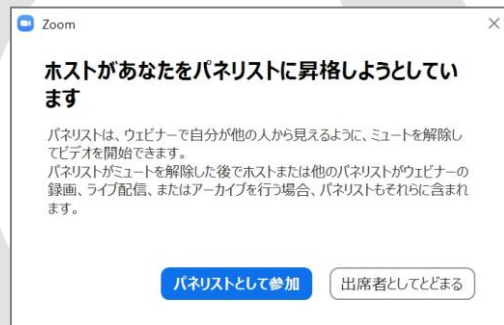 Zoom
ホストがあなたをパネリストに昇格しようとしてい
ます
パネリストは、ウェビナーで自分が他の人から見えるように、ミュートを解除し
てビデオを開始できます。
パネリストがミュートを解除した後でホストまたは他のパネリストがウェビナーの
録画、ライブ配信、またはアーカイブを行う場合、パネリストもそれらに含まれ
ます。
パネリストとして参加
出席者としてとどまる